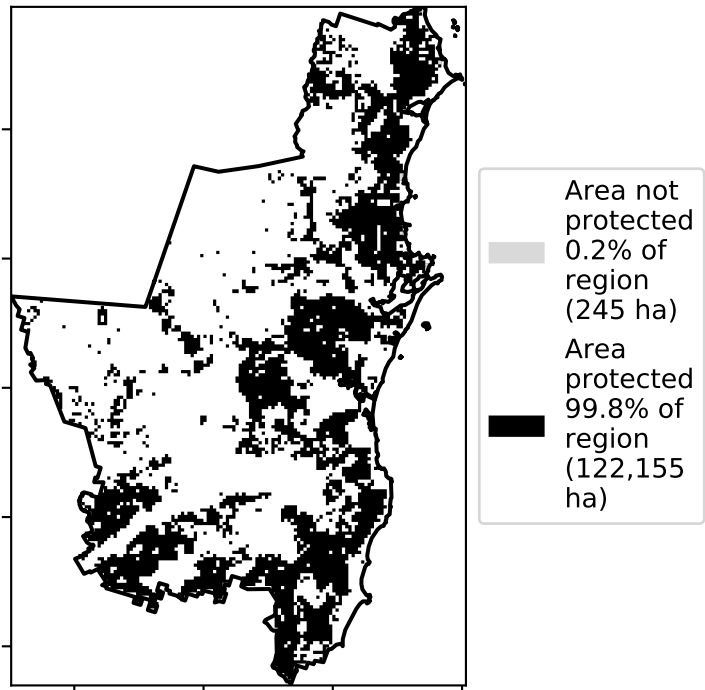 Area not
protected
0.2% of
region
(245 ha)
Area
protected
99.8% of
region
(122,155
ha)